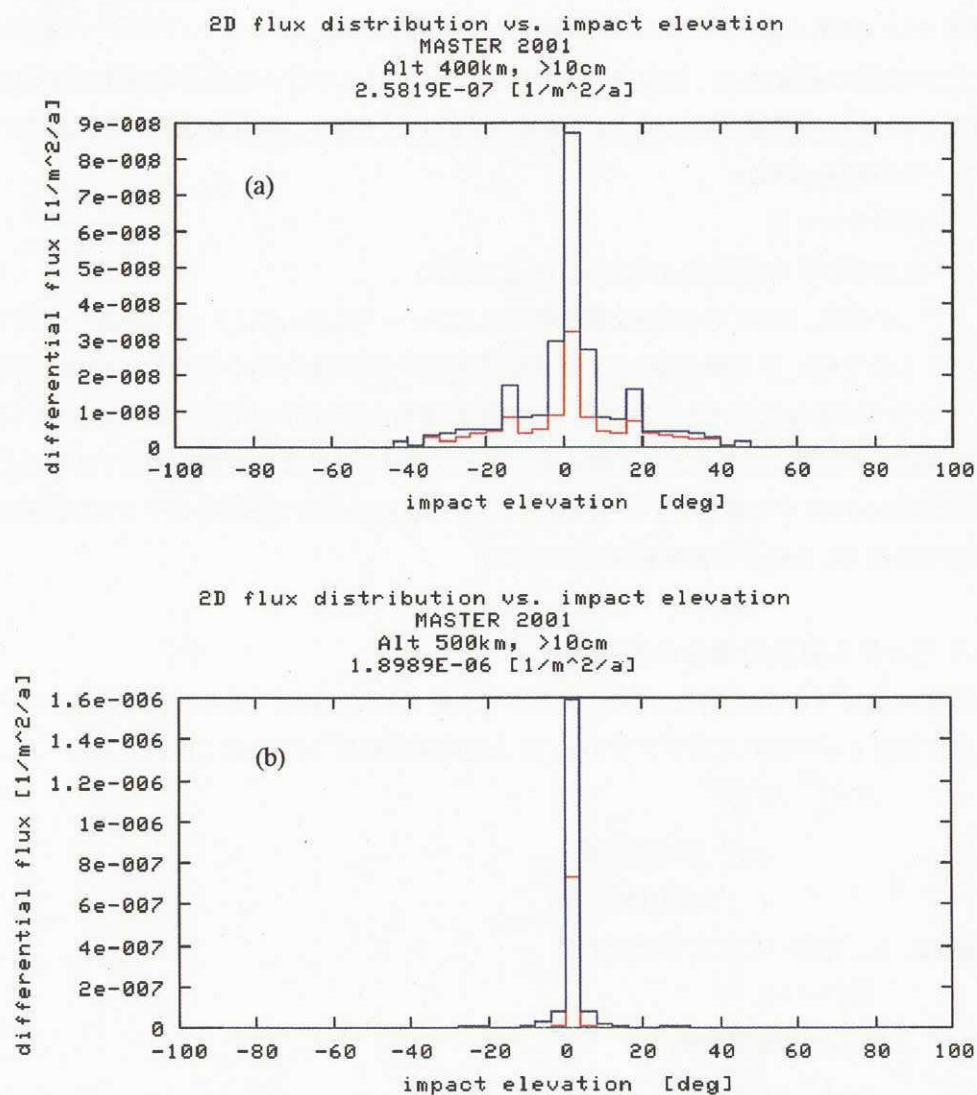 2D flux distribution vs. impact elevation
MASTER 2001
Alt 400km, >10cm
2.5819E-07 [1/m^2/a]
differential flux [1/m^2/a]
9e-008
8e-008
7e-008
6e-008
5e-008
4e-008
3e-008
2e-008
1e-008
0
(a)
-100 -80 -60 -40 -20 0 20 40 60 80 100
impact elevation [deg]
2D flux distribution vs. impact elevation
MASTER 2001
Alt 500km, >10cm
1.8989E-06 [1/m^2/a]
differential flux [1/m^2/a]
1.6e-006
1.4e-006
1.2e-006
1e-006
8e-007
6e-007
4e-007
2e-007
0
(b)
-100 -80 -60 -40 -20 0 20 40 60 80 100
impact elevation [deg]